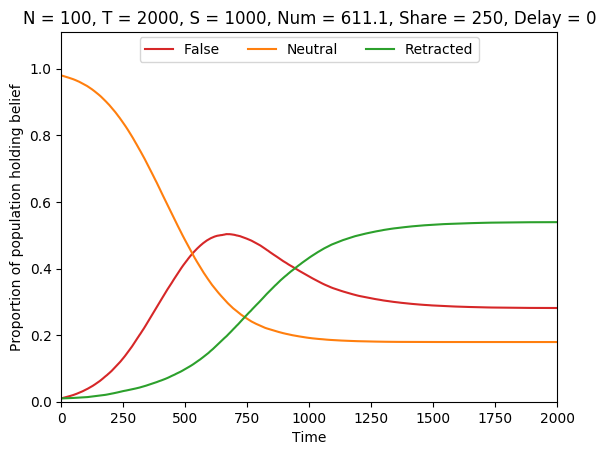 N = 100, T = 2000, S = 1000, Num = 611.1, Share = 250, Delay = 0
False Neutral Retracted
Proportion of population holding belief
1.0
0.8
0.6
0.4
0.2
0.0
0 250 500 750 1000 1250 1500 1750 2000
Time